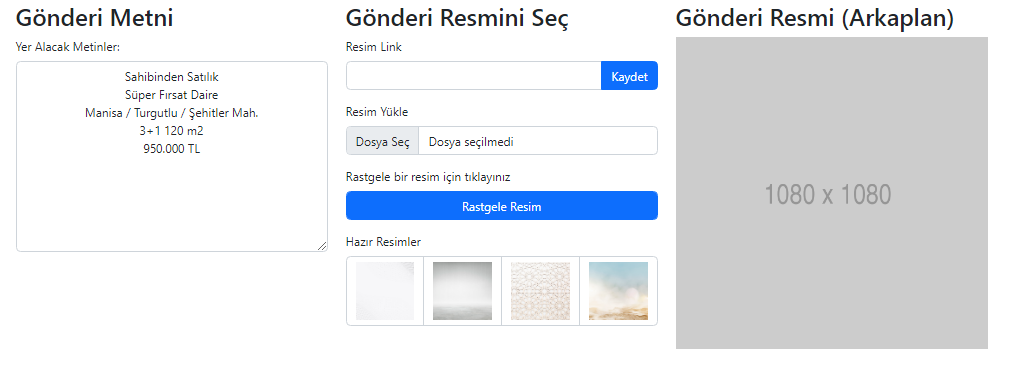 Gönderi Metni
Yer Alacak Metinler:
Sahibinden Satılık
Süper Fırsat Daire
Manisa / Turgutlu / Şehitler Mah.
3+1 120 m2
950.000 TL
Gönderi Resmini Seç
Resim Link
Kaydet
Resim Yükle
Dosya Seç Dosya seçilmedi
Rastgele bir resim için tıklayınız
Rastgele Resim
Hazır Resimler
Gönderi Resmi (Arkaplan)
1080 x 1080